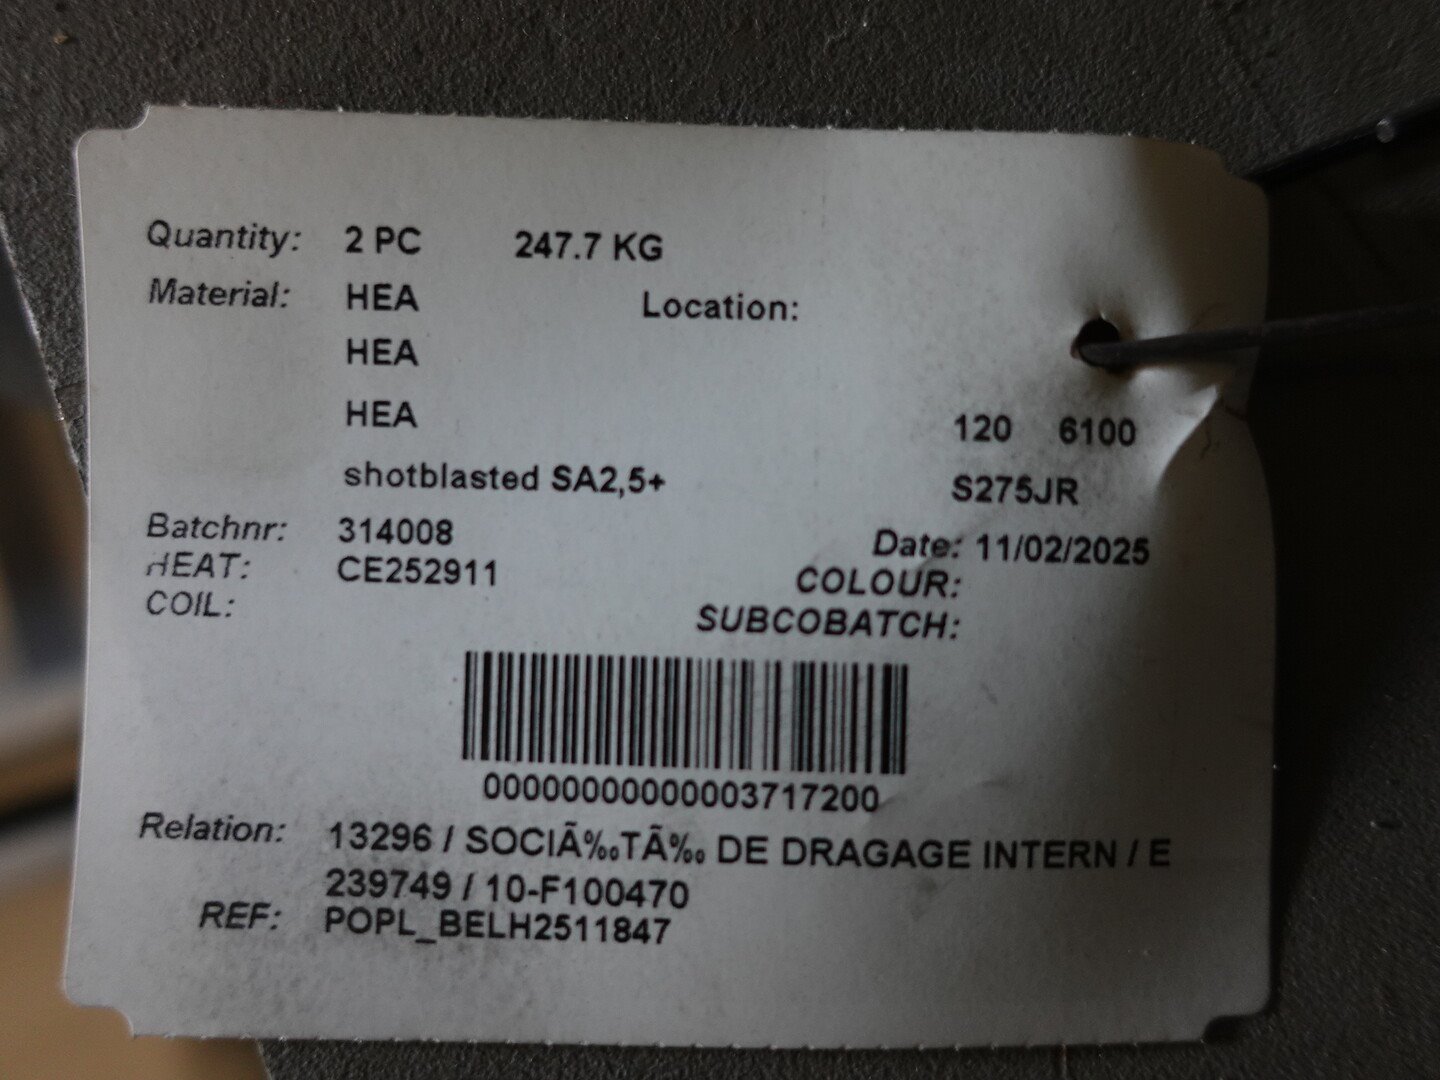 Quantity: 2 PC 247.7 KG
Material: HEA Location:
HEA
HEA 120 6100
shotblasted SA2,5+ S275JR
Batchnr: 314008 Date: 11/02/2025
HEAT: CE252911 COLOUR:
COIL: SUBCOBATCH:
00000000000003717200
Relation: 13296 / SOCIÃ‰TÃ‰ DE DRAGAGE INTERN / E
239749 / 10-F100470
REF: POPL_BELH2511847